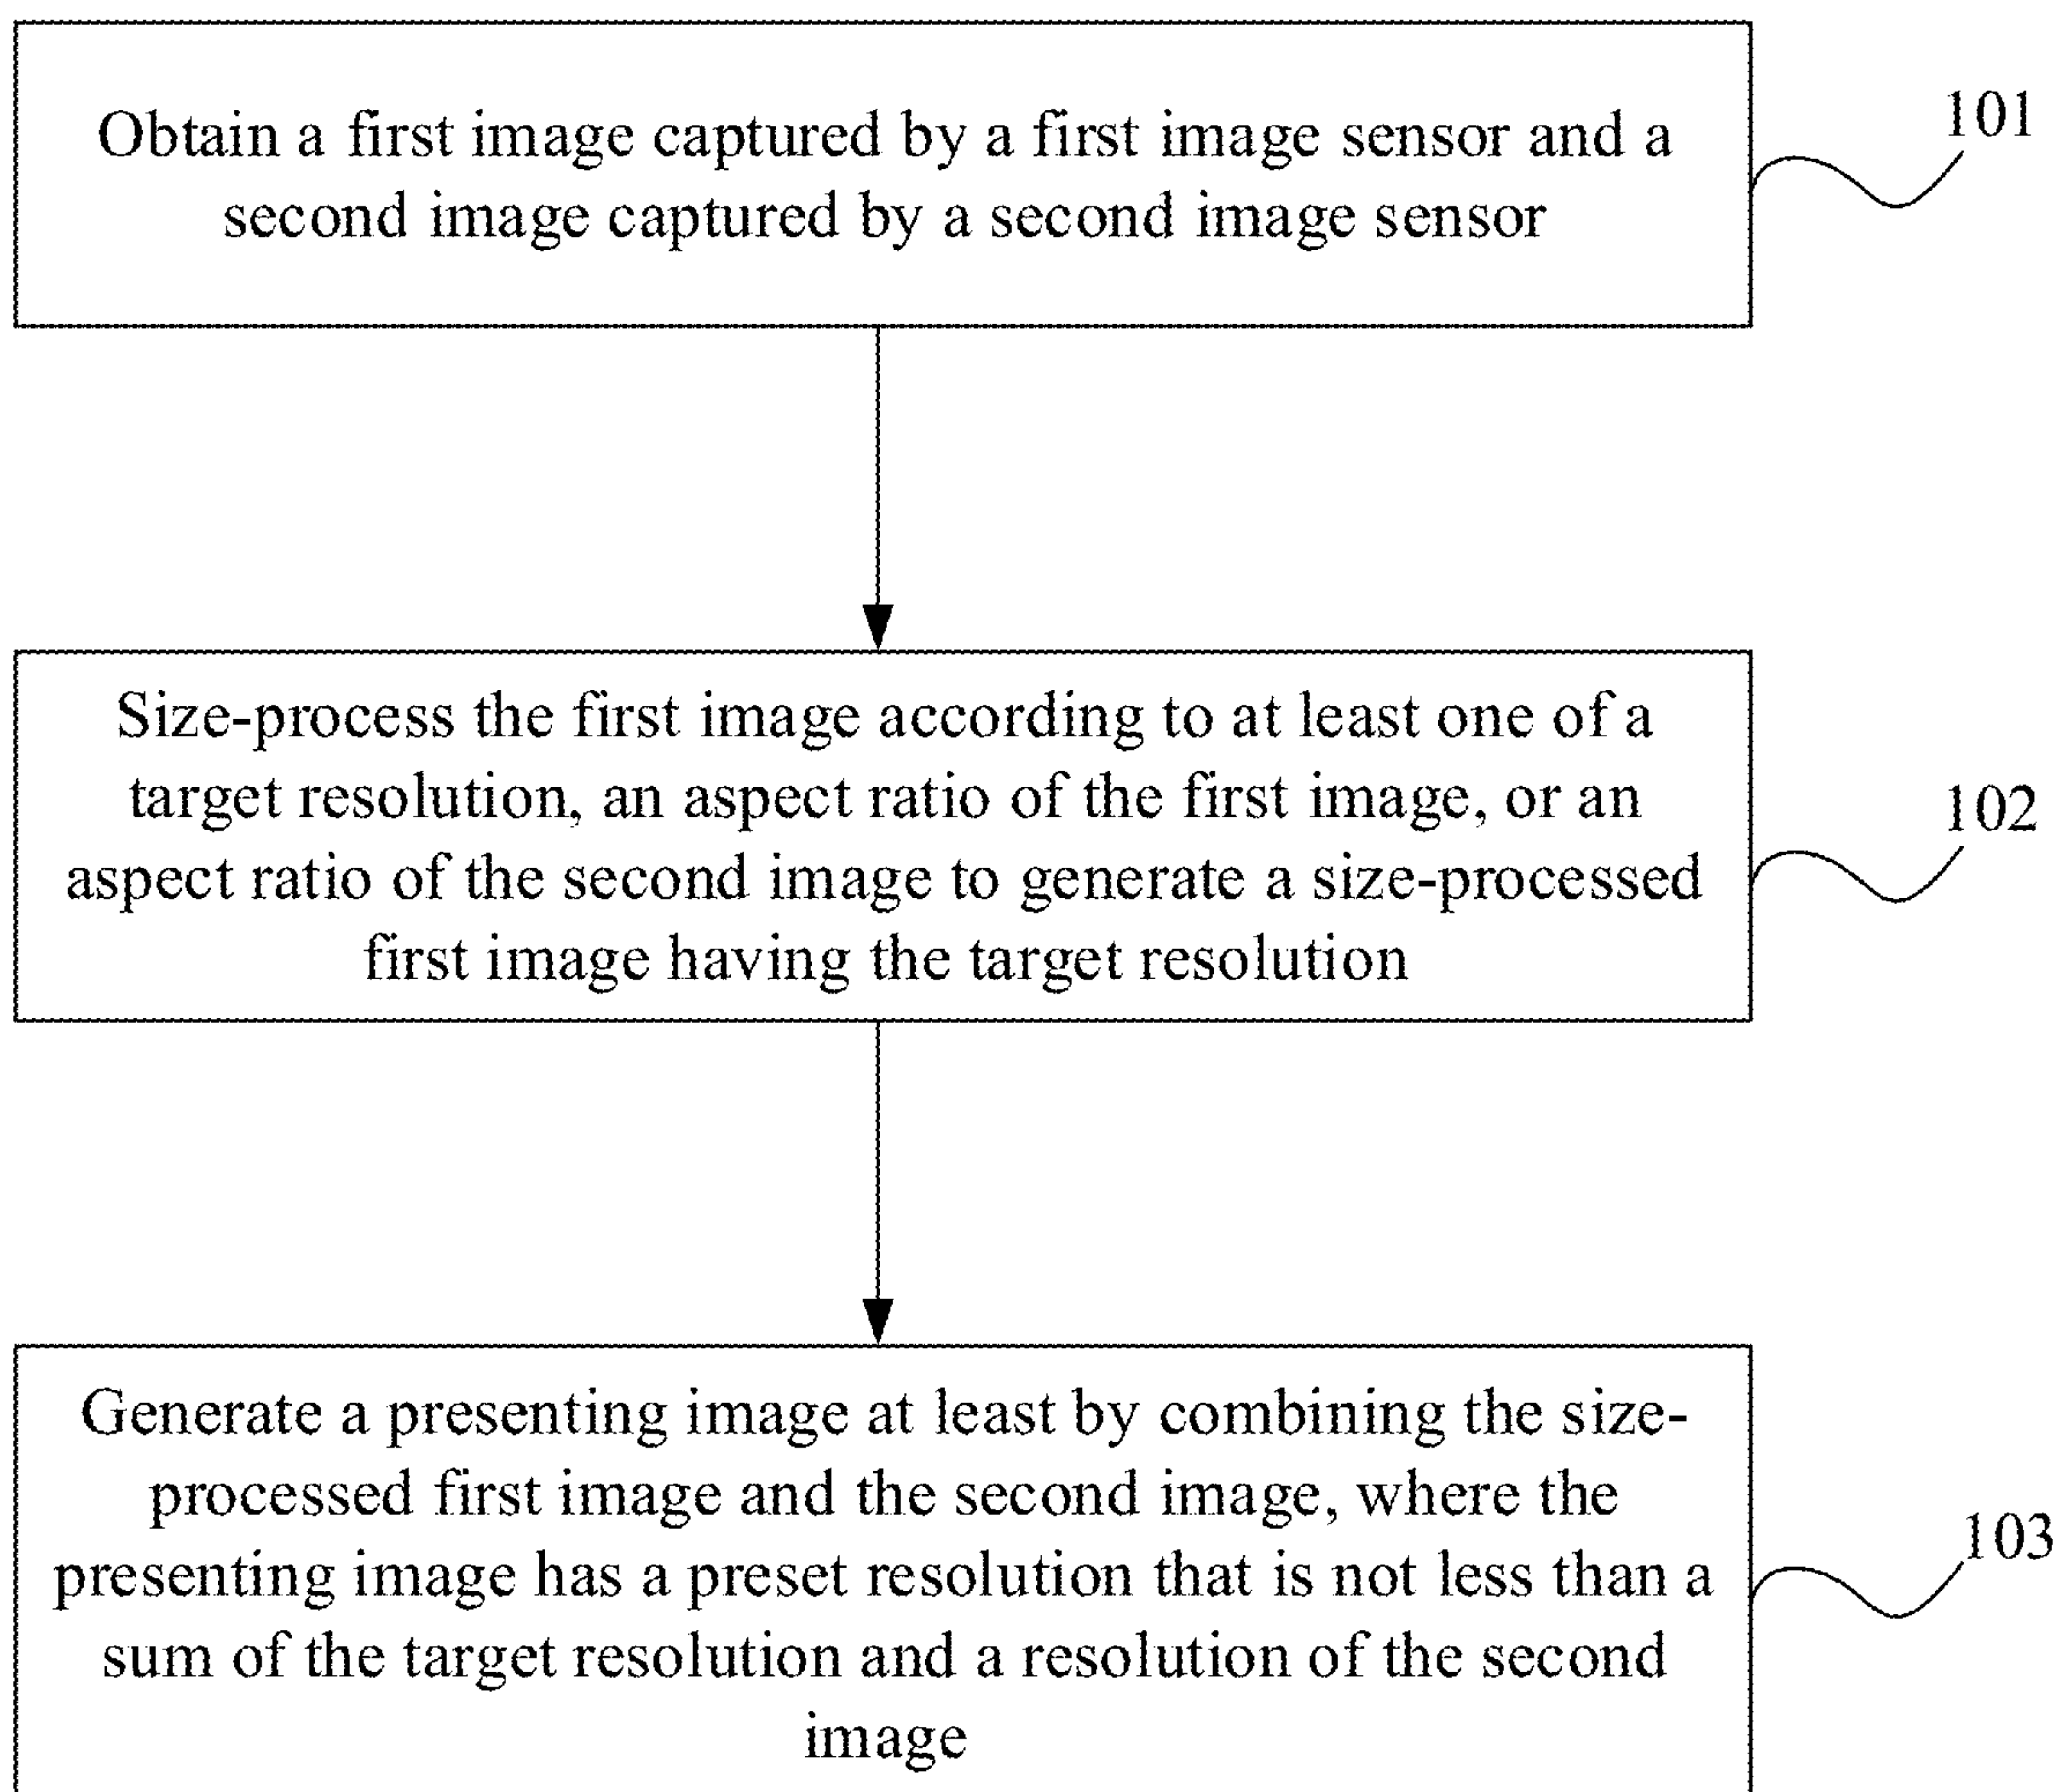 Obtain a first image captured by a first image sensor and a
second image captured by a second image sensor
101
Size-process the first image according to at least one of a
target resolution, an aspect ratio of the first image, or an
aspect ratio of the second image to generate a size-processed
first image having the target resolution
102
Generate a presenting image at least by combining the size-
processed first image and the second image, where the
presenting image has a preset resolution that is not less than a
sum of the target resolution and a resolution of the second
image
103